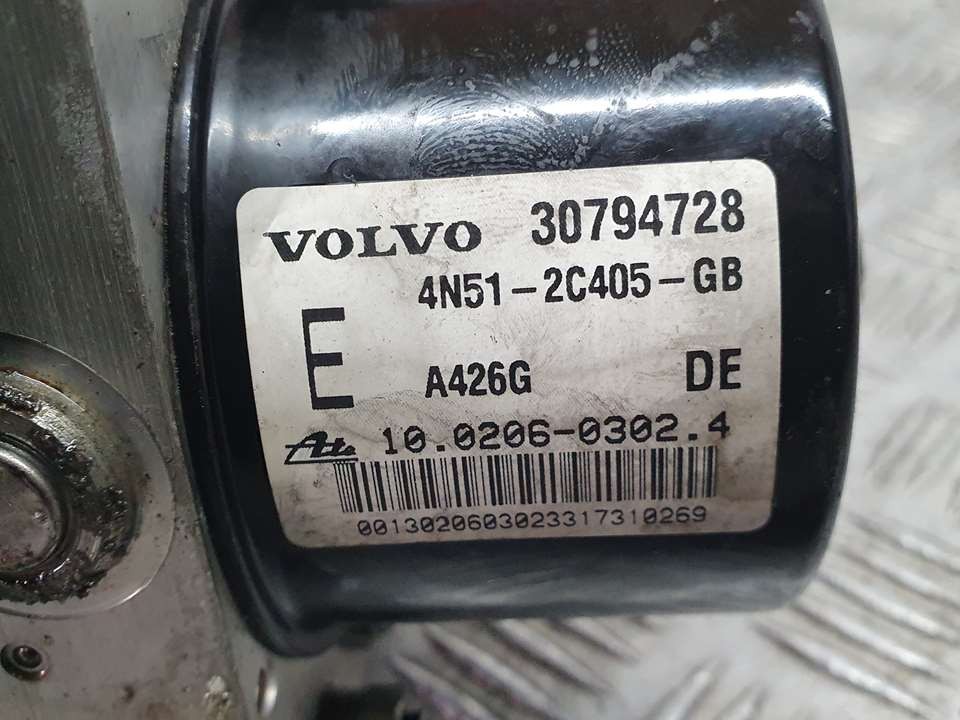 VOLVO 30794728
4N51-2C405-GB
E A426G DE
Ate 10.0206-0302.4
0013020603023317310269